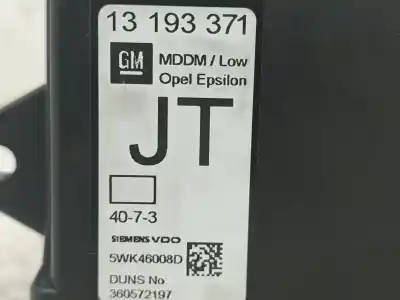 13 193 371
GM
MDDM / Low
Opel Epsilon
JT
40-7-3
SIEMENS VDO
5WK46008D
DUNS No
360572197